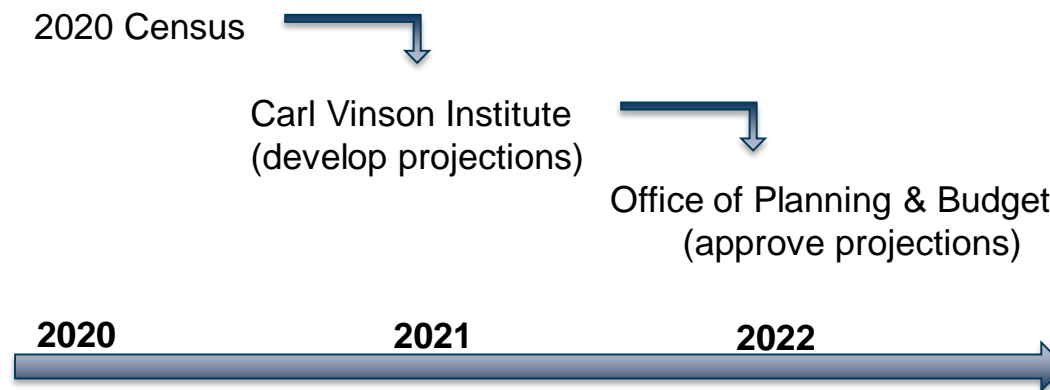 2020 Census
Carl Vinson Institute
(develop projections)
Office of Planning & Budget
(approve projections)
2020
2021
2022